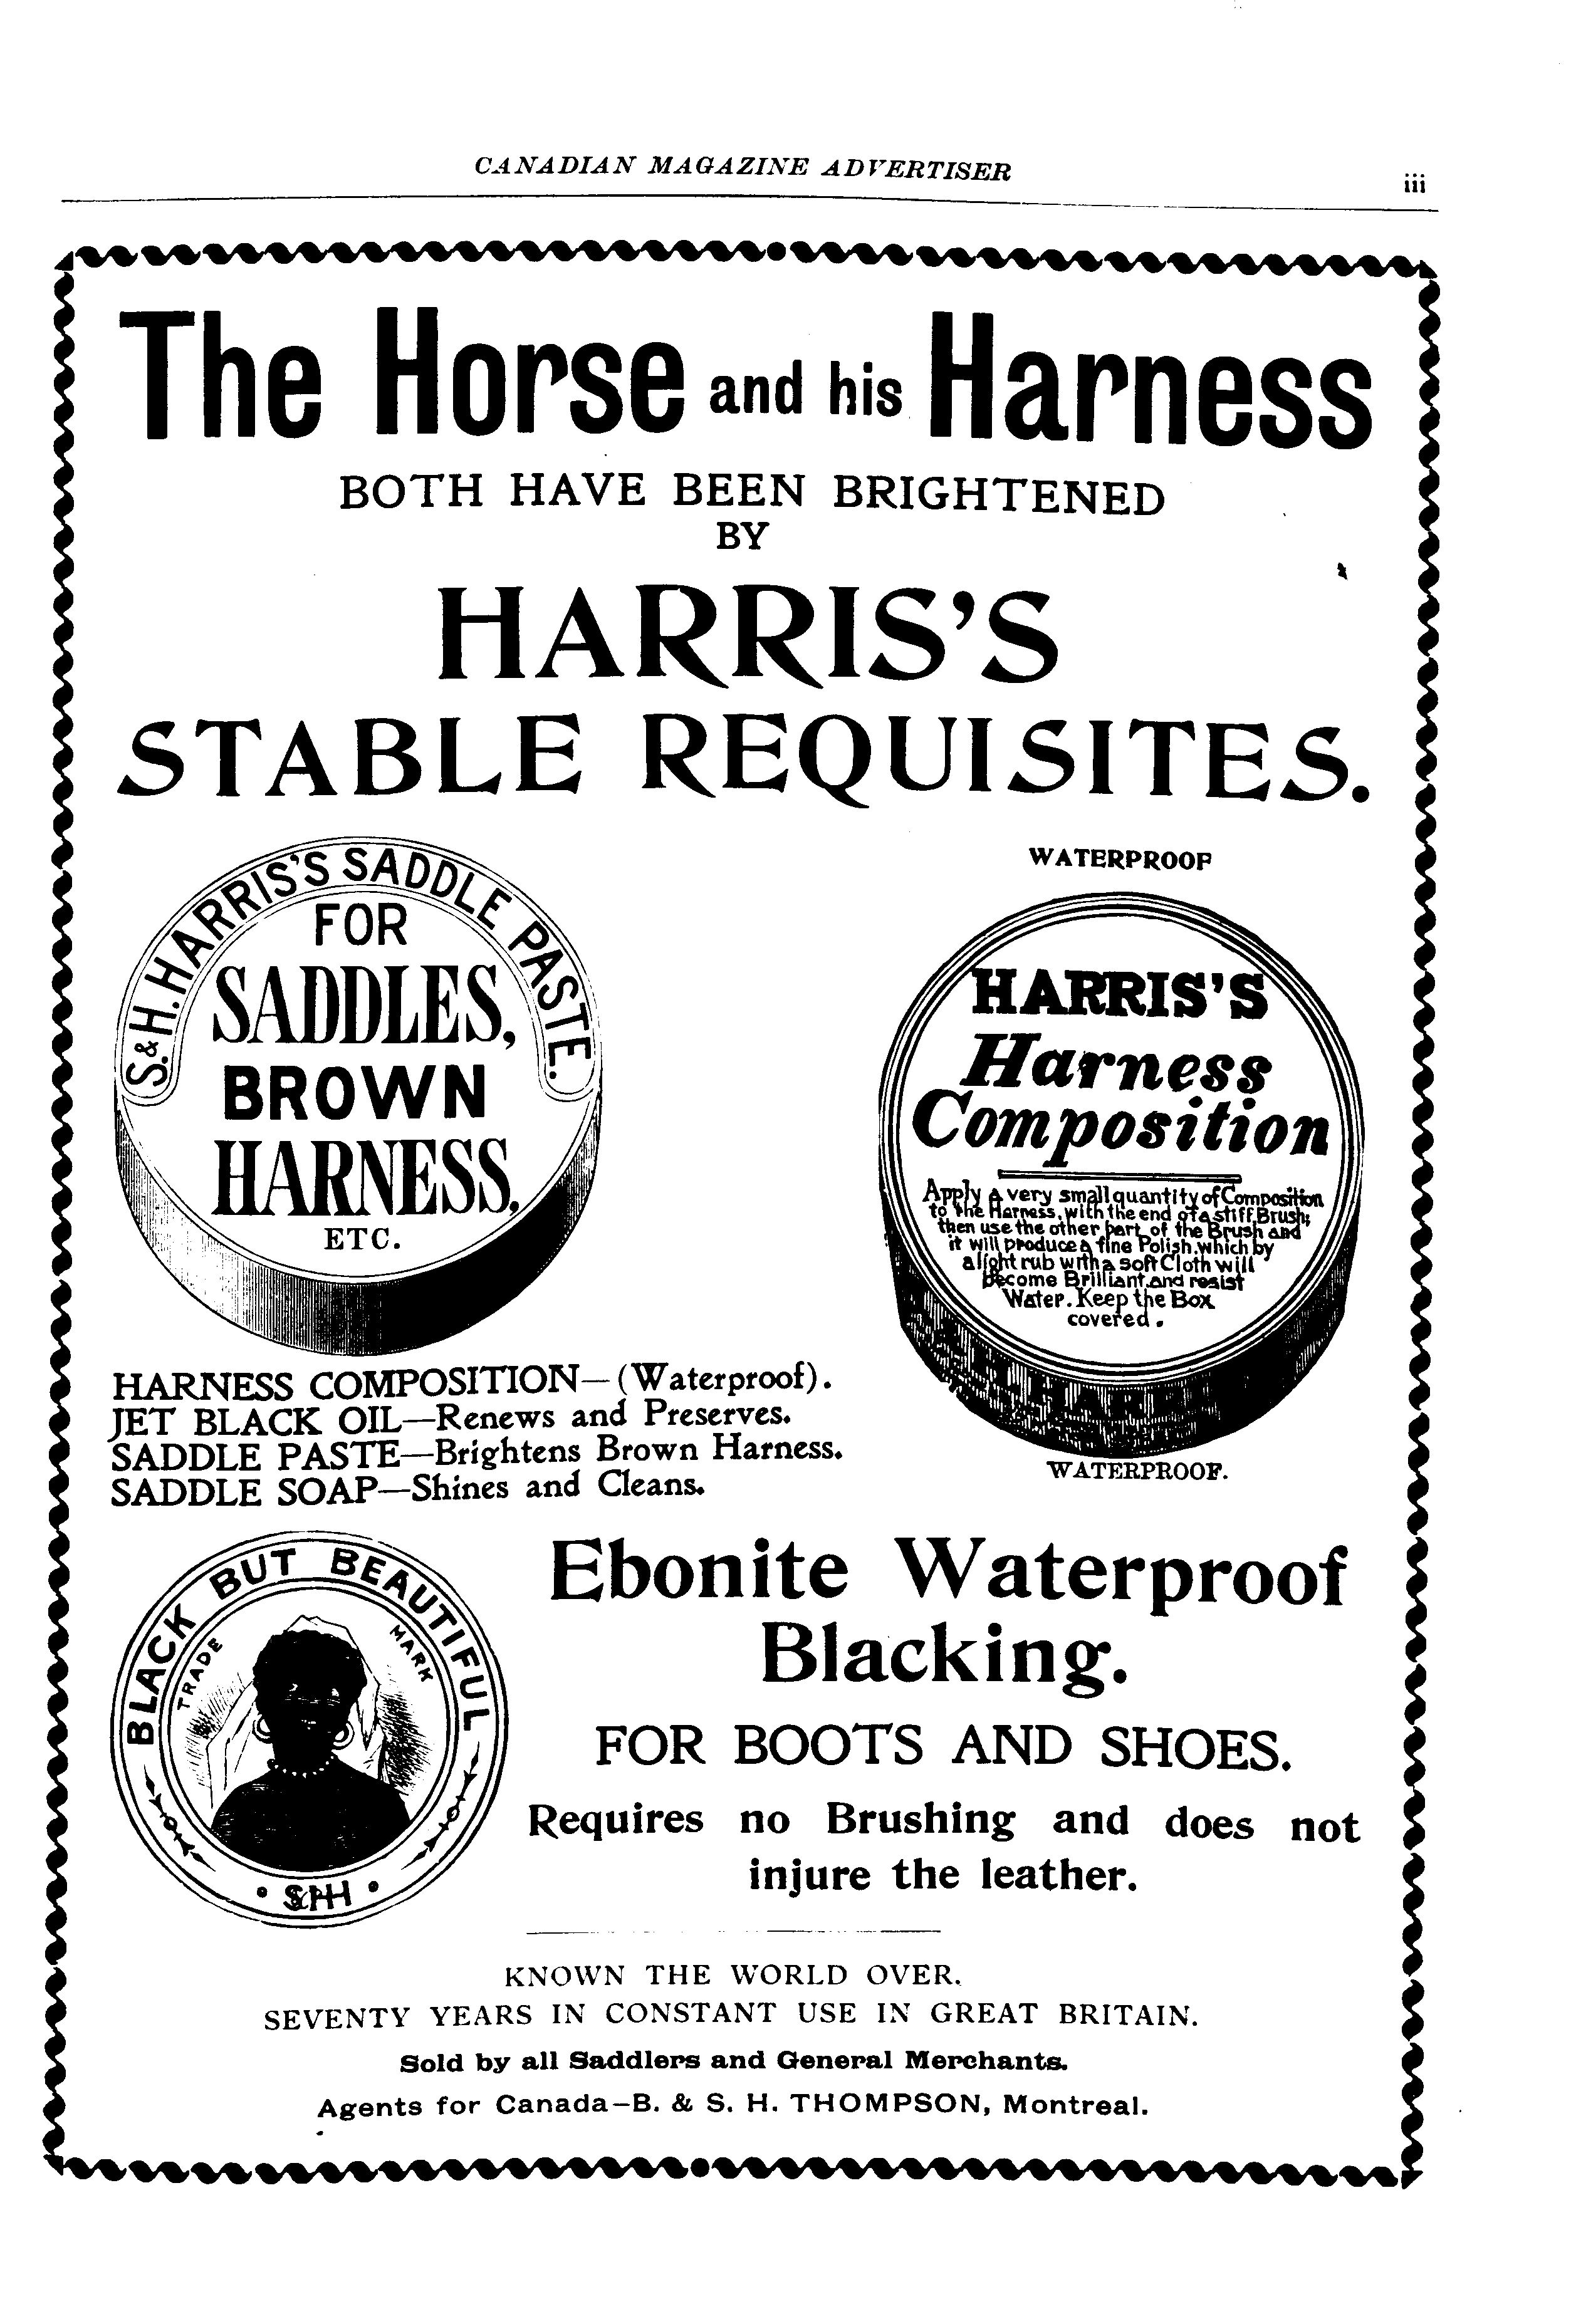 CANADIAN MAGAZINE ADVERTISER
iii
The Horse and his Harness
BOTH HAVE BEEN BRIGHTENED
BY
HARRIS'S
STABLE REQUISITES.
S. & H. HARRIS'S SADDLE PASTE.
FOR
SADDLES,
BROWN
HARNESS,
ETC.
WATERPROOF
HARRIS'S
Harness
Composition
Apply A very small quantity of Composition
to the Harness, with the end of a stiff Brush;
then use the other part of the Brush and
it will produce a fine Polish. which by
a light rub with a soft Cloth will
become Brilliant. and resist
Water. Keep the Box
covered.
WATERPROOF.
HARNESS COMPOSITION—(Waterproof).
JET BLACK OIL—Renews and Preserves.
SADDLE PASTE—Brightens Brown Harness.
SADDLE SOAP—Shines and Cleans.
BLACK BUT BEAUTIFUL
TRADE MARK
S&H
Ebonite Waterproof
Blacking.
FOR BOOTS AND SHOES.
Requires no Brushing and does not
injure the leather.
KNOWN THE WORLD OVER.
SEVENTY YEARS IN CONSTANT USE IN GREAT BRITAIN.
Sold by all Saddlers and General Merchants.
Agents for Canada—B. & S. H. THOMPSON, Montreal.